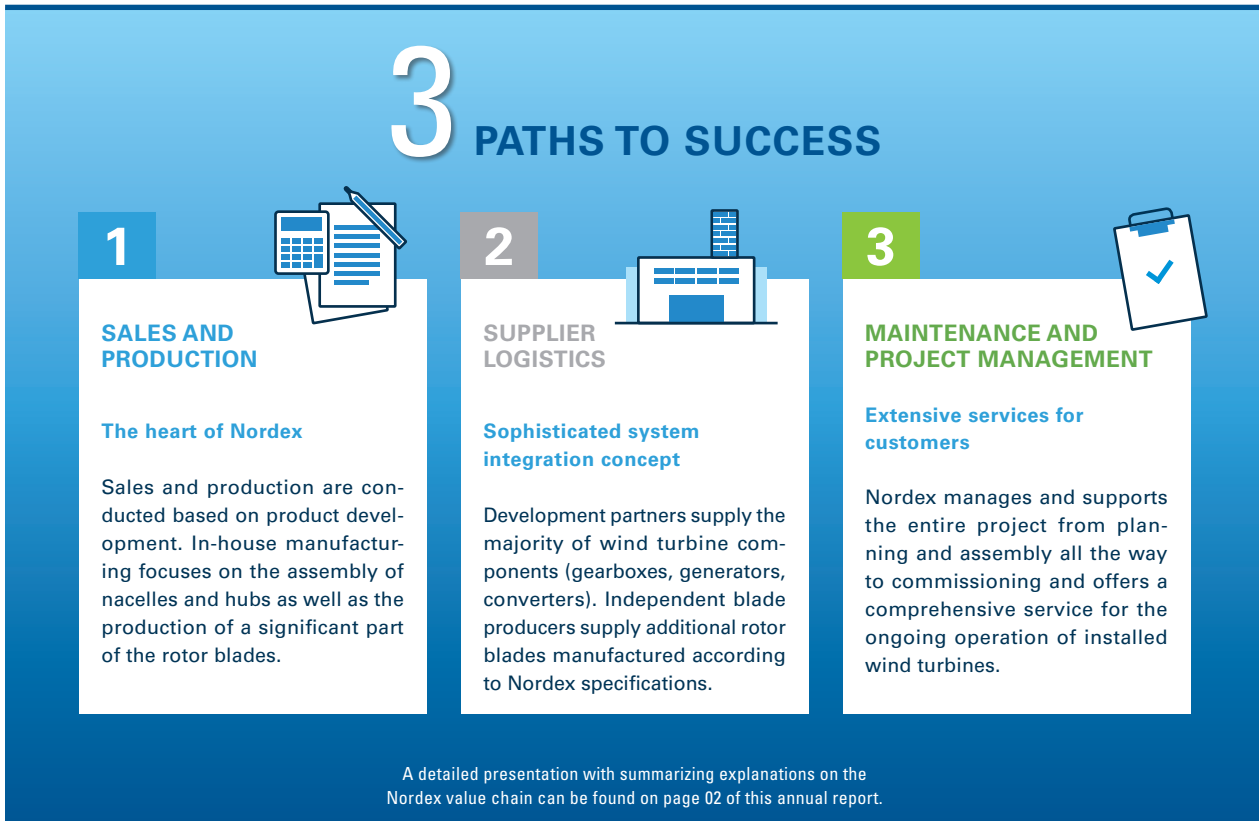 3 PATHS TO SUCCESS
1
SALES AND
PRODUCTION
The heart of Nordex
Sales and production are con-
ducted based on product devel-
opment. In-house manufactur-
ing focuses on the assembly of
nacelles and hubs as well as the
production of a significant part
of the rotor blades.
2
SUPPLIER
LOGISTICS
Sophisticated system
integration concept
Development partners supply the
majority of wind turbine com-
ponents (gearboxes, generators,
converters). Independent blade
producers supply additional rotor
blades manufactured according
to Nordex specifications.
3
MAINTENANCE AND
PROJECT MANAGEMENT
Extensive services for
customers
Nordex manages and supports
the entire project from plan-
ning and assembly all the way
to commissioning and offers a
comprehensive service for the
ongoing operation of installed
wind turbines.
A detailed presentation with summarizing explanations on the
Nordex value chain can be found on page 02 of this annual report.